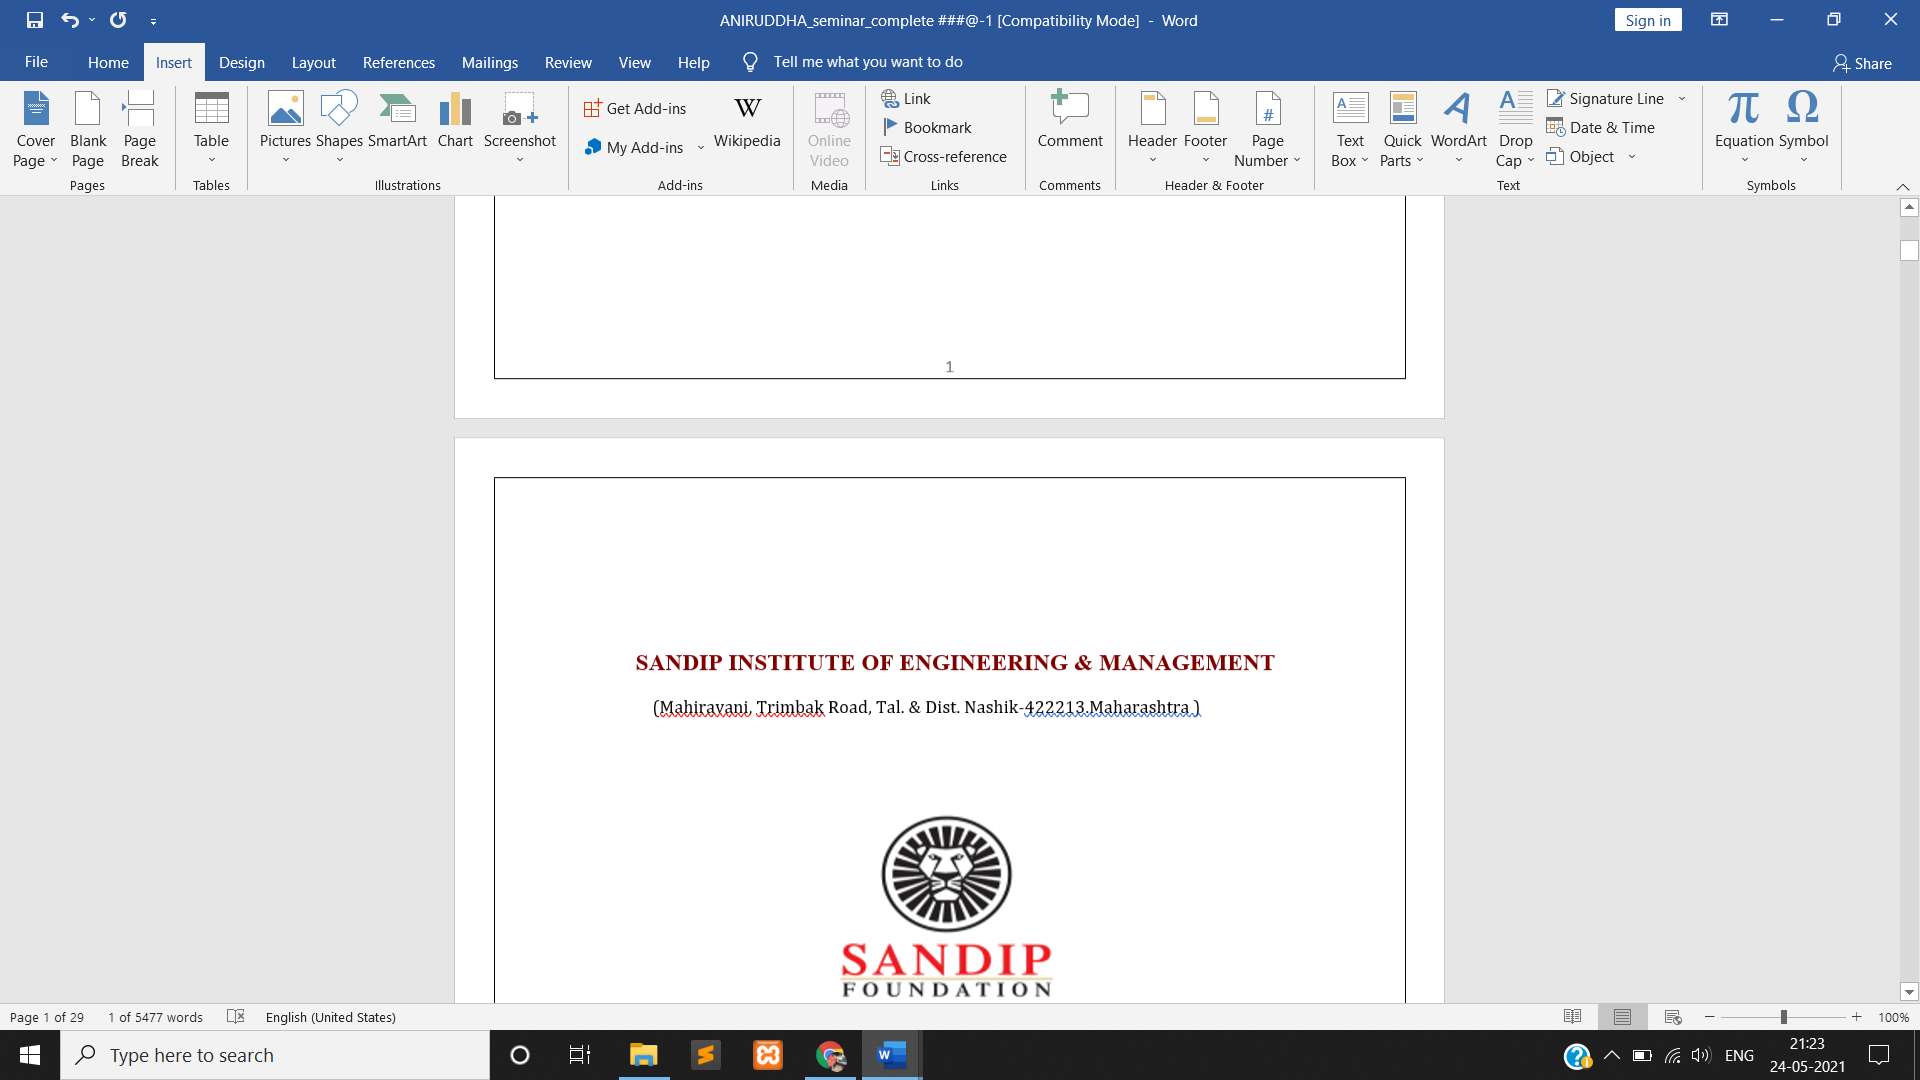 ANIRUDDHA_seminar_complete ###@-1 [Compatibility Mode] - Word
Sign in
File Home Insert Design Layout References Mailings Review View Help Tell me what you want to do
Share
Cover Page
Blank Page
Page Break
Pages
Table
Tables
Pictures
Shapes
SmartArt
Chart
Screenshot
Illustrations
Get Add-ins
My Add-ins
W
Wikipedia
Add-ins
Online Video
Media
Link
Bookmark
Cross-reference
Links
Comment
Comments
Header
Footer
Page Number
Header & Footer
Text Box
Quick Parts
WordArt
Drop Cap
Signature Line
Date & Time
Object
Text
π
Equation
Ω
Symbol
Symbols
1
SANDIP INSTITUTE OF ENGINEERING & MANAGEMENT
(Mahiravani, Trimbak Road, Tal. & Dist. Nashik-422213.Maharashtra )
SANDIP
FOUNDATION
Page 1 of 29 1 of 5477 words English (United States) 100%
Type here to search
ENG
21:23
24-05-2021